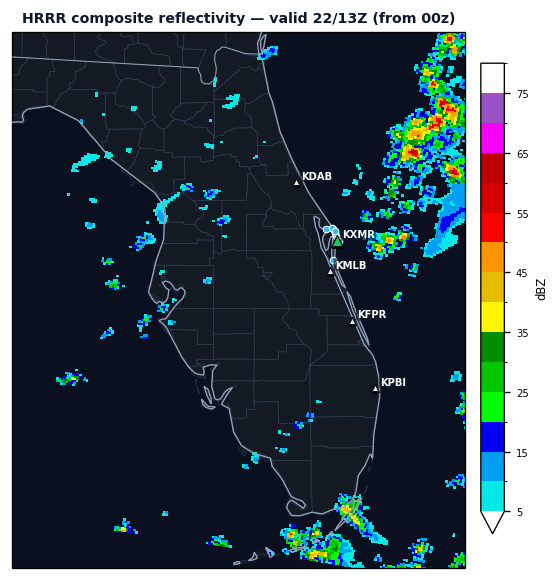 HRRR composite reflectivity — valid 22/13Z (from 00z)
KDAB
KXMR
KMLB
KFPR
KPBI
75
65
55
45
35
25
15
5
dBZ